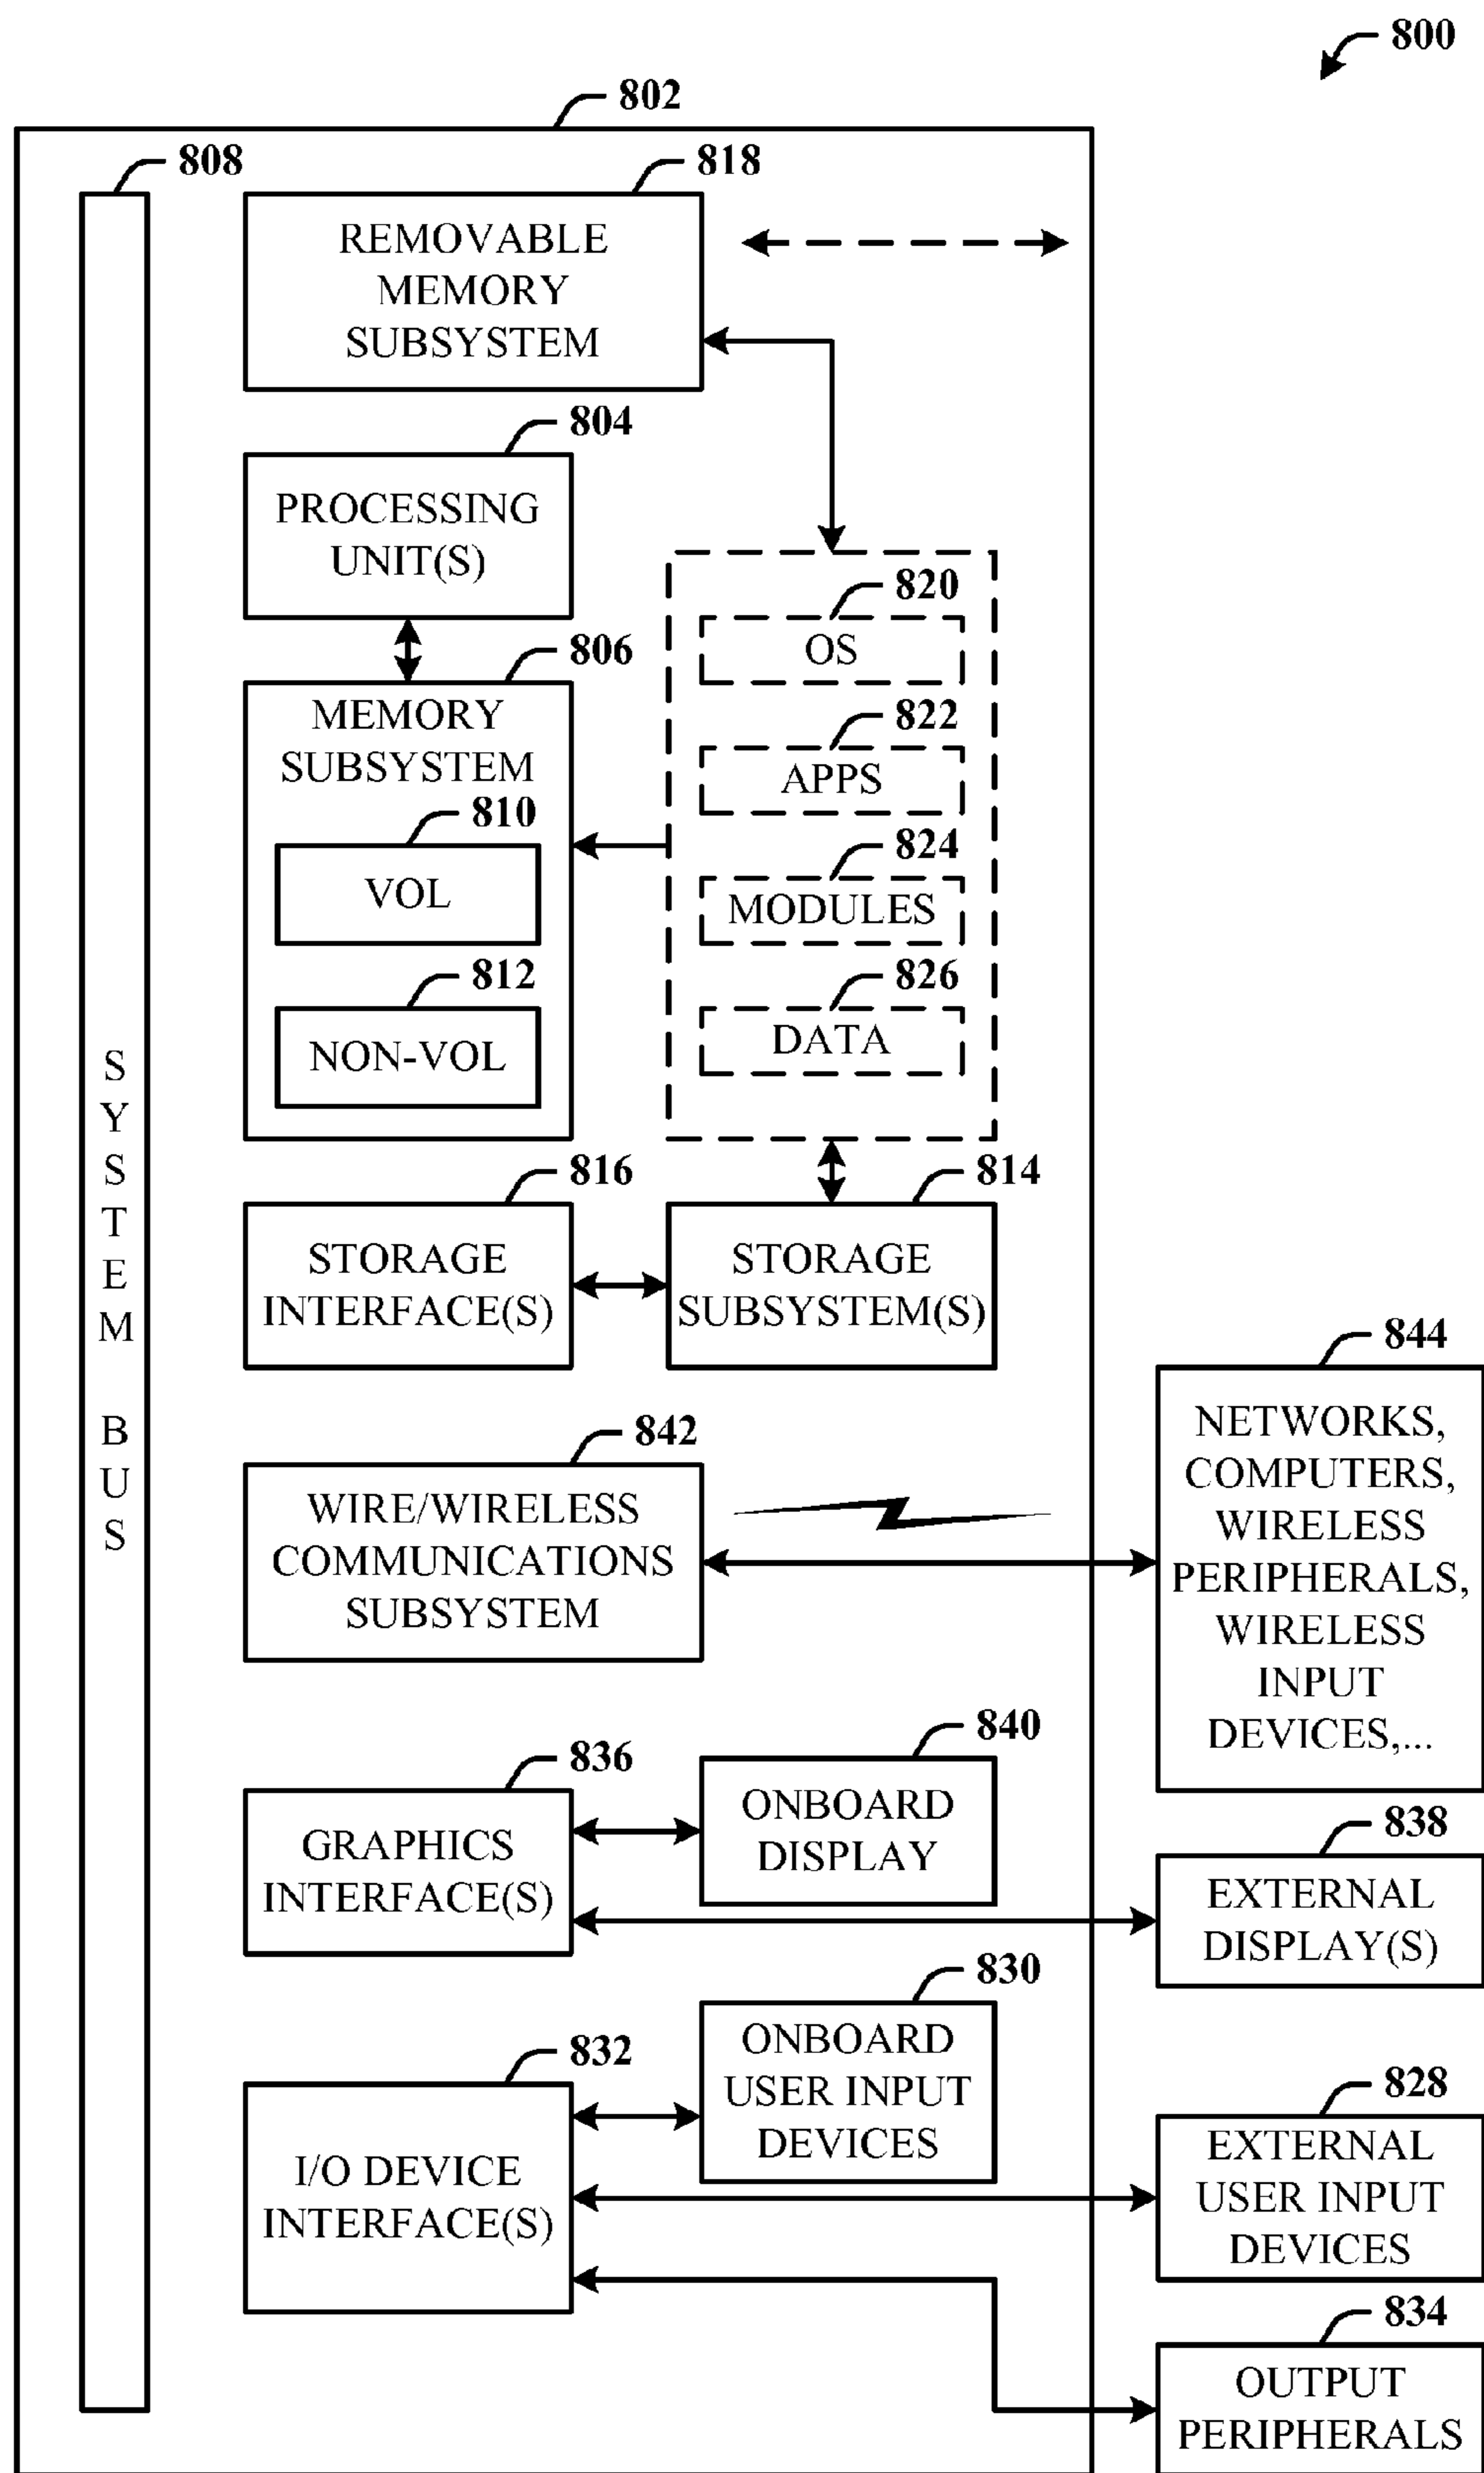 800
802
808
818
REMOVABLE
MEMORY
SUBSYSTEM
804
PROCESSING
UNIT(S)
806
MEMORY
SUBSYSTEM
810
VOL
812
NON-VOL
820
OS
822
APPS
824
MODULES
826
DATA
SYSTEM BUS
816
STORAGE
INTERFACE(S)
814
STORAGE
SUBSYSTEM(S)
842
WIRE/WIRELESS
COMMUNICATIONS
SUBSYSTEM
844
NETWORKS,
COMPUTERS,
WIRELESS
PERIPHERALS,
WIRELESS
INPUT
DEVICES,...
836
GRAPHICS
INTERFACE(S)
840
ONBOARD
DISPLAY
838
EXTERNAL
DISPLAY(S)
832
I/O DEVICE
INTERFACE(S)
830
ONBOARD
USER INPUT
DEVICES
828
EXTERNAL
USER INPUT
DEVICES
834
OUTPUT
PERIPHERALS